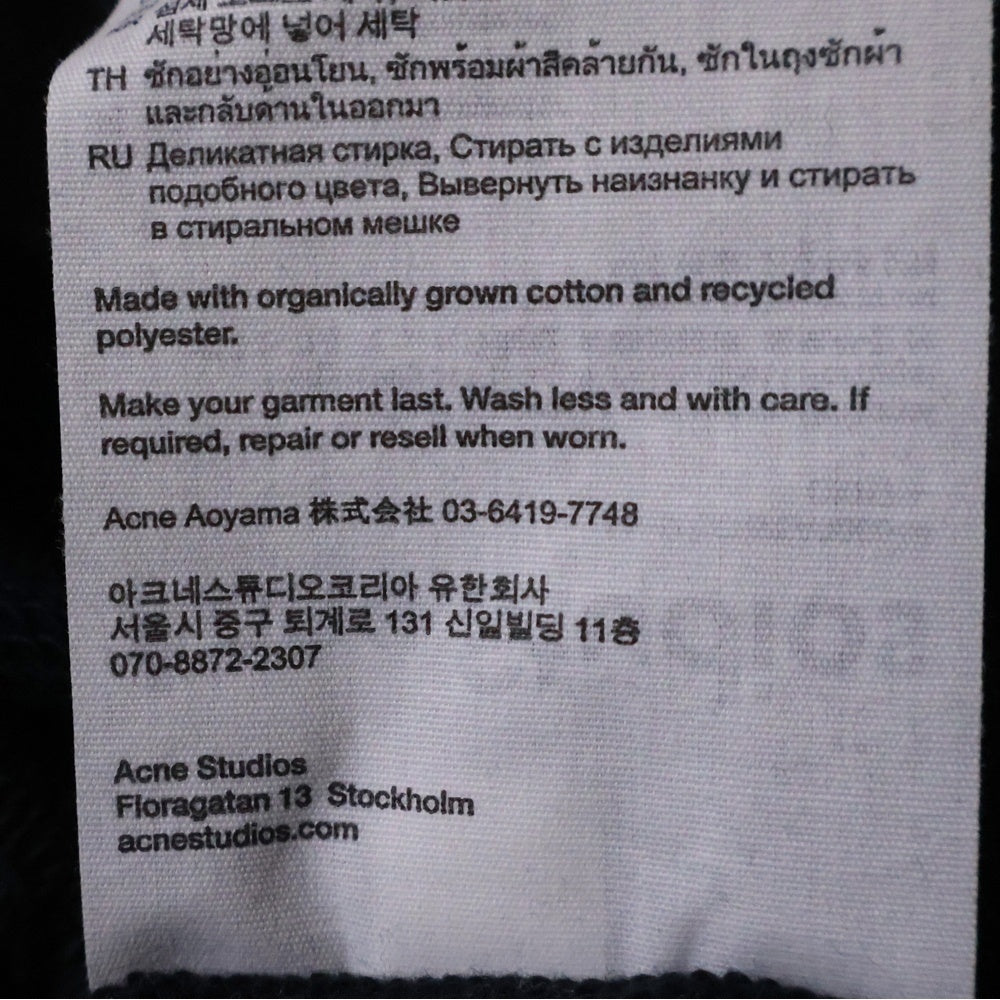 세탁망에 넣어 세탁
TH ซักอย่างอ่อนโยน, ซักพร้อมผ้าสีคล้ายกัน, ซักในถุงซักผ้า
และกลับด้านในออกมา
RU Деликатная стирка, Стирать с изделиями
подобного цвета, Вывернуть наизнанку и стирать
в стиральном мешке
Made with organically grown cotton and recycled
polyester.
Make your garment last. Wash less and with care. If
required, repair or resell when worn.
Acne Aoyama 株式会社 03-6419-7748
아크네스튜디오코리아 유한회사
서울시 중구 퇴계로 131 신일빌딩 11층
070-8872-2307
Acne Studios
Floragatan 13 Stockholm
acnestudios.com